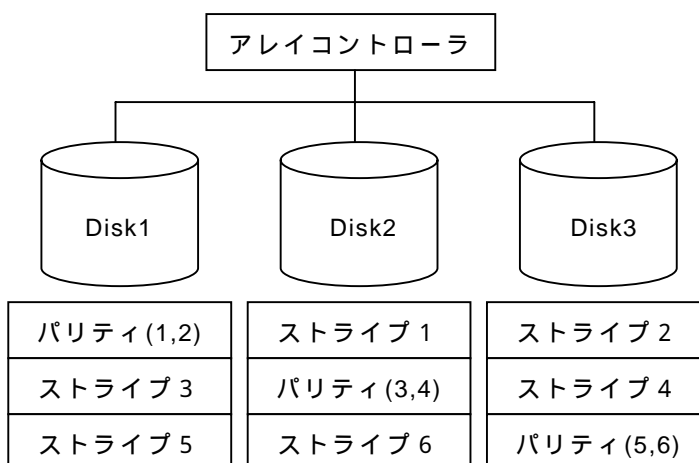 アレイコントローラ
Disk1
Disk2
Disk3
パリティ(1,2)
ストライプ1
ストライプ2
ストライプ3
パリティ(3,4)
ストライプ4
ストライプ5
ストライプ6
パリティ(5,6)